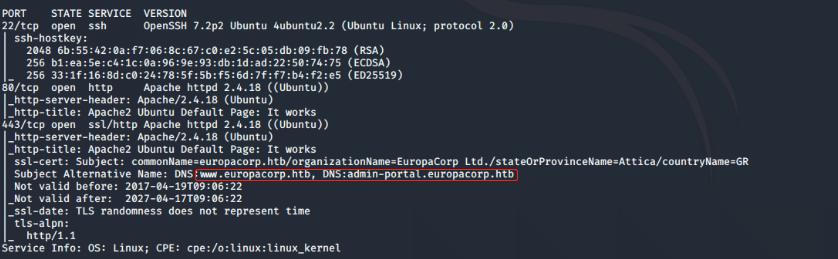 PORT    STATE SERVICE  VERSION
22/tcp  open  ssh      OpenSSH 7.2p2 Ubuntu 4ubuntu2.2 (Ubuntu Linux; protocol 2.0)
| ssh-hostkey:
|   2048 6b:55:42:0a:f7:06:8c:67:c0:e2:5c:05:db:09:fb:78 (RSA)
|   256 b1:ea:5e:c4:1c:0a:96:9e:93:db:1d:ad:22:50:74:75 (ECDSA)
|_  256 33:1f:16:8d:c0:24:78:5f:5b:f5:6d:7f:f7:b4:f2:e5 (ED25519)
80/tcp  open  http     Apache httpd 2.4.18 ((Ubuntu))
|_http-server-header: Apache/2.4.18 (Ubuntu)
|_http-title: Apache2 Ubuntu Default Page: It works
443/tcp open  ssl/http Apache httpd 2.4.18 ((Ubuntu))
|_http-server-header: Apache/2.4.18 (Ubuntu)
|_http-title: Apache2 Ubuntu Default Page: It works
| ssl-cert: Subject: commonName=europacorp.htb/organizationName=EuropaCorp Ltd./stateOrProvinceName=Attica/countryName=GR
| Subject Alternative Name: DNS:www.europacorp.htb, DNS:admin-portal.europacorp.htb
| Not valid before: 2017-04-19T09:06:22
|_Not valid after:  2027-04-17T09:06:22
|_ssl-date: TLS randomness does not represent time
| tls-alpn:
|_  http/1.1
Service Info: OS: Linux; CPE: cpe:/o:linux:linux_kernel